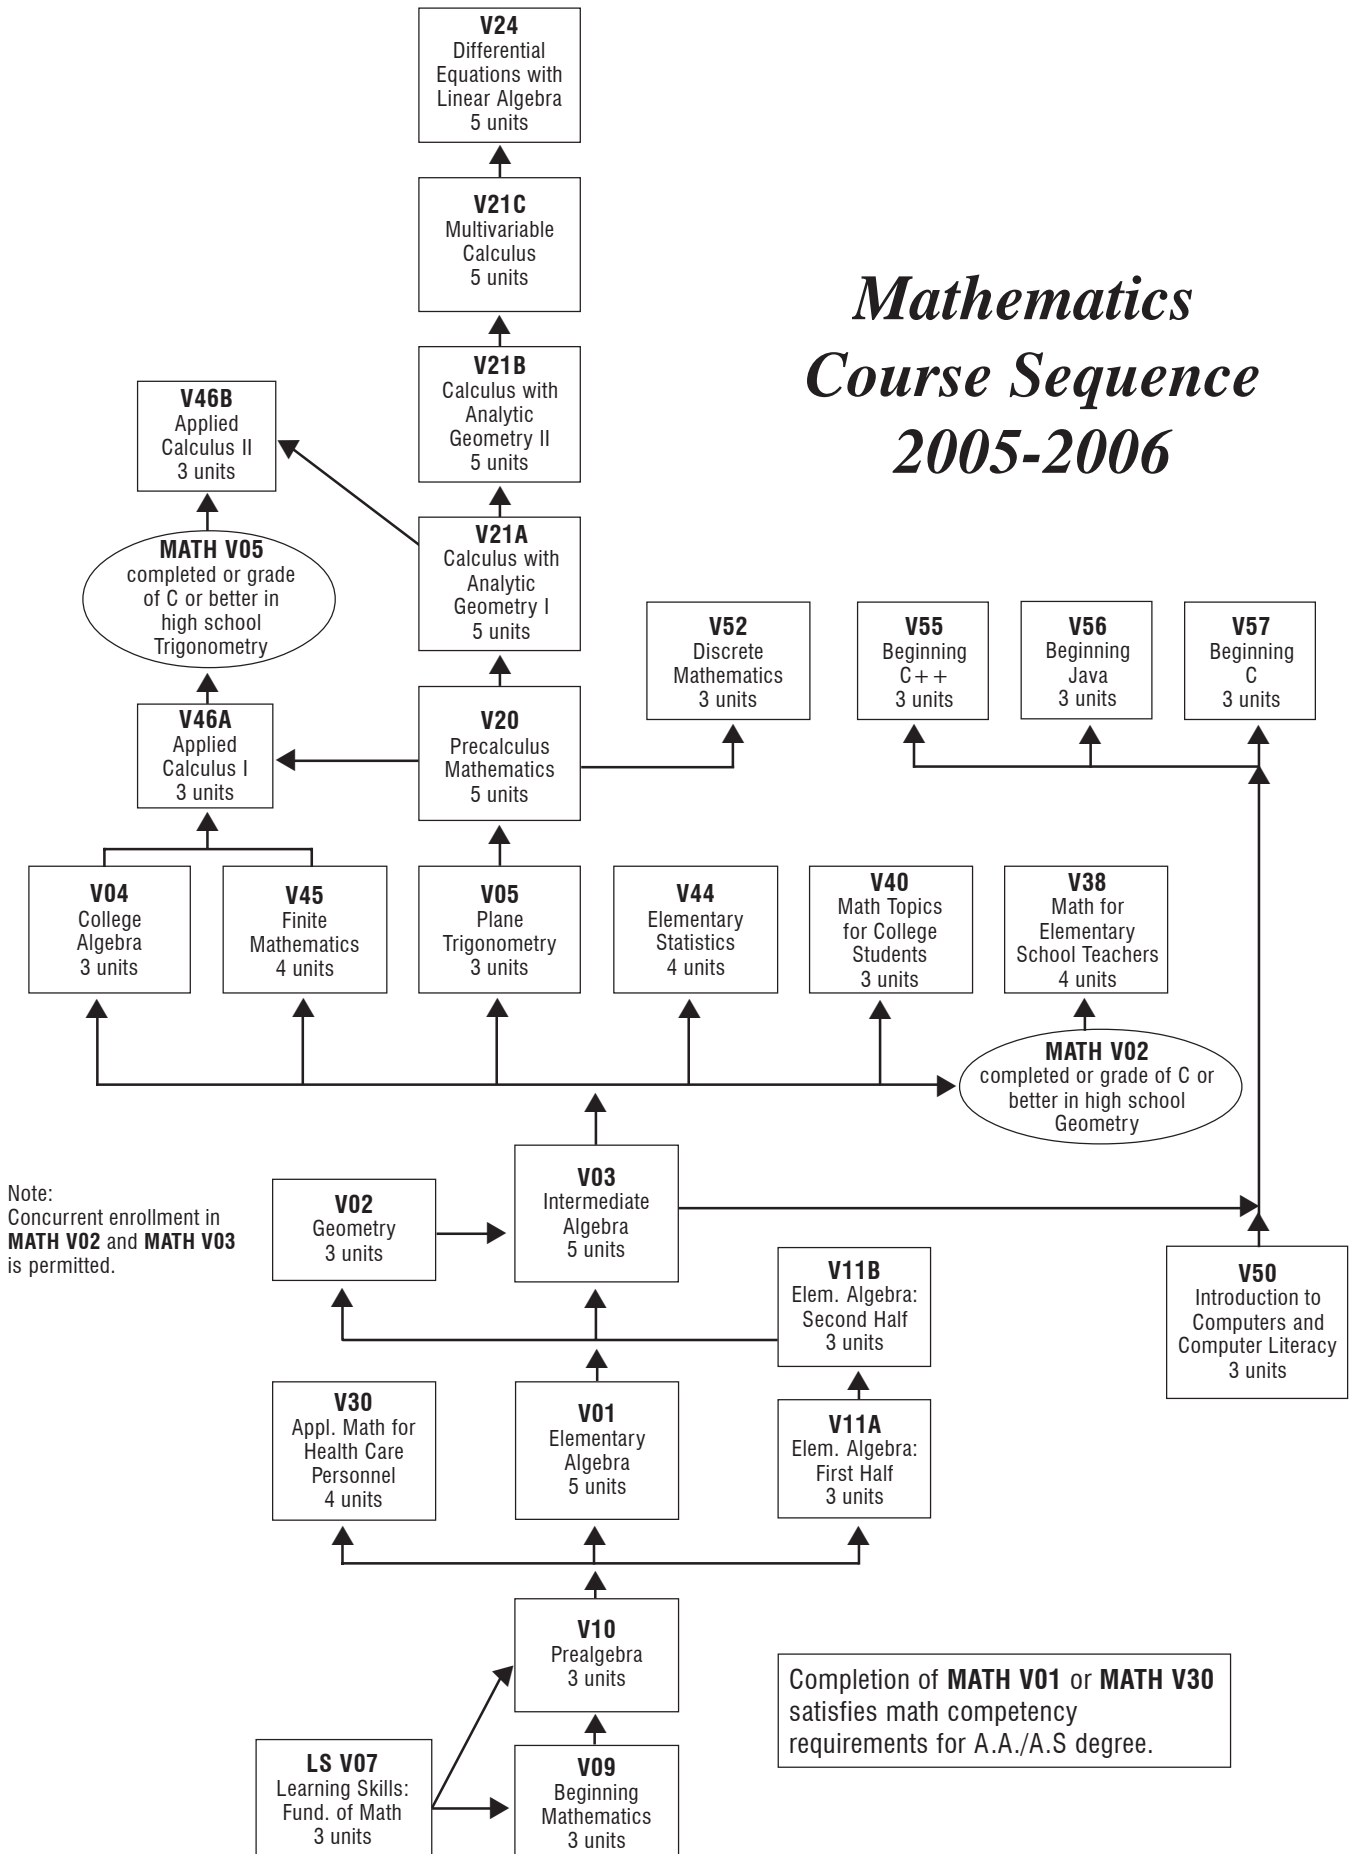 V24
Differential
Equations with
Linear Algebra
5 units
V21C
Multivariable
Calculus
5 units
Mathematics
Course Sequence
2005-2006
V21B
Calculus with
Analytic
Geometry II
5 units
V46B
Applied
Calculus II
3 units
V21A
Calculus with
Analytic
Geometry I
5 units
MATH V05
completed or grade
of C or better in
high school
Trigonometry
V52
Discrete
Mathematics
3 units
V55
Beginning
C++
3 units
V56
Beginning
Java
3 units
V57
Beginning
C
3 units
V46A
Applied
Calculus I
3 units
V20
Precalculus
Mathematics
5 units
V04
College
Algebra
3 units
V45
Finite
Mathematics
4 units
V05
Plane
Trigonometry
3 units
V44
Elementary
Statistics
4 units
V40
Math Topics
for College
Students
3 units
V38
Math for
Elementary
School Teachers
4 units
MATH V02
completed or grade of C or
better in high school
Geometry
Note:
Concurrent enrollment in
MATH V02 and MATH V03
is permitted.
V02
Geometry
3 units
V03
Intermediate
Algebra
5 units
V11B
Elem. Algebra:
Second Half
3 units
V50
Introduction to
Computers and
Computer Literacy
3 units
V30
Appl. Math for
Health Care
Personnel
4 units
V01
Elementary
Algebra
5 units
V11A
Elem. Algebra:
First Half
3 units
V10
Prealgebra
3 units
Completion of MATH V01 or MATH V30
satisfies math competency
requirements for A.A./A.S degree.
LS V07
Learning Skills:
Fund. of Math
3 units
V09
Beginning
Mathematics
3 units